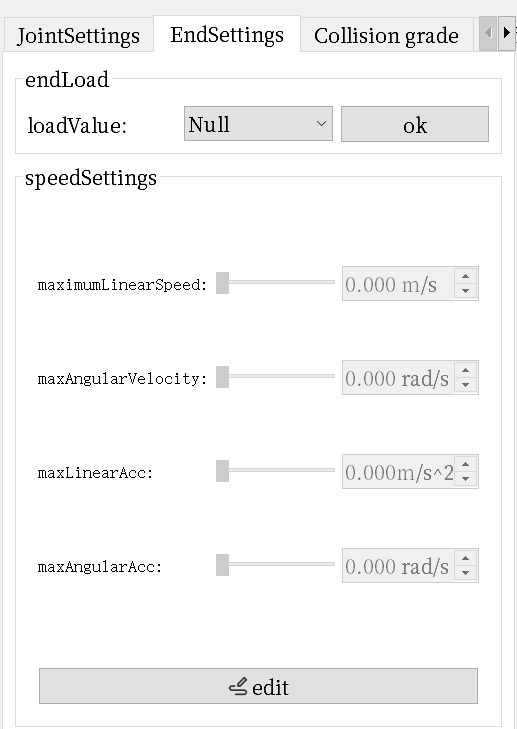 JointSettings EndSettings Collision grade
endLoad
loadValue: Null ok
speedSettings
maximumLinearSpeed: 0.000 m/s
maxAngularVelocity: 0.000 rad/s
maxLinearAcc: 0.000m/s^2
maxAngularAcc: 0.000 rad/s
edit